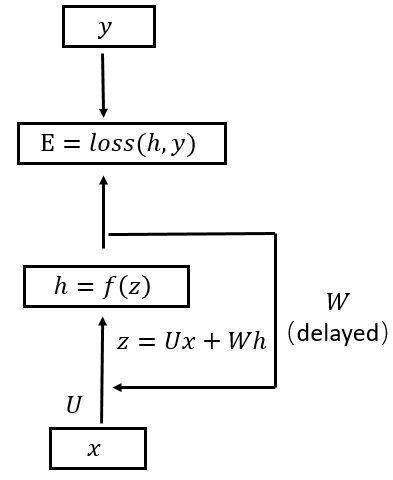 y
E = loss(h, y)
h = f(z)
W
(delayed)
z = Ux + Wh
U
x